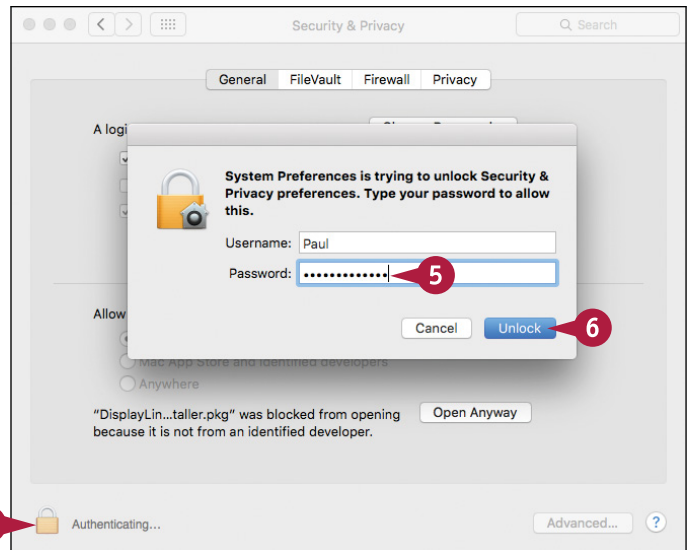 Security & Privacy
Search
General FileVault Firewall Privacy
A logi
System Preferences is trying to unlock Security &
Privacy preferences. Type your password to allow
this.
Username: Paul
Password: •••••••••••••
5
Cancel Unlock
6
Allow
Mac App Store and identified developers
Anywhere
"DisplayLin...taller.pkg" was blocked from opening
because it is not from an identified developer.
Open Anyway
Authenticating...
Advanced... ?